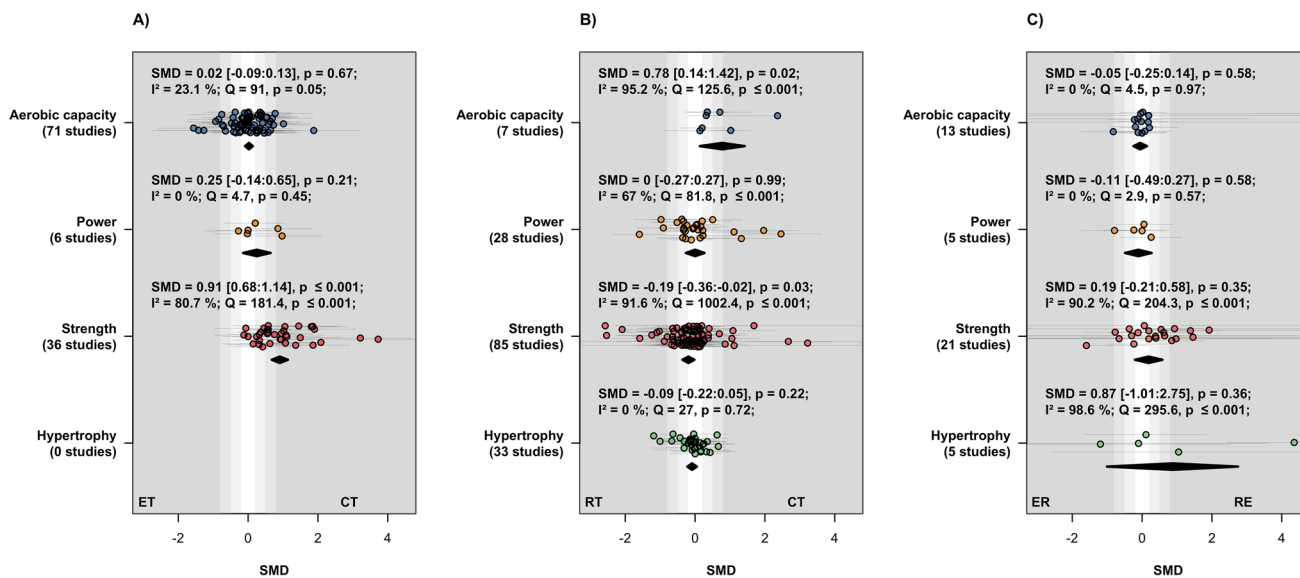 A)
SMD = 0.02 [-0.09:0.13], p = 0.67;
I² = 23.1 %; Q = 91, p = 0.05;
Aerobic capacity
(71 studies)
SMD = 0.25 [-0.14:0.65], p = 0.21;
I² = 0 %; Q = 4.7, p = 0.45;
Power
(6 studies)
SMD = 0.91 [0.68:1.14], p ≤ 0.001;
I² = 80.7 %; Q = 181.4, p ≤ 0.001;
Strength
(36 studies)
Hypertrophy
(0 studies)
ET CT
-2 0 2 4
SMD
B)
SMD = 0.78 [0.14:1.42], p = 0.02;
I² = 95.2 %; Q = 125.6, p ≤ 0.001;
Aerobic capacity
(7 studies)
SMD = 0 [-0.27:0.27], p = 0.99;
I² = 67 %; Q = 81.8, p ≤ 0.001;
Power
(28 studies)
SMD = -0.19 [-0.36:-0.02], p = 0.03;
I² = 91.6 %; Q = 1002.4, p ≤ 0.001;
Strength
(85 studies)
SMD = -0.09 [-0.22:0.05], p = 0.22;
I² = 0 %; Q = 27, p = 0.72;
Hypertrophy
(33 studies)
RT CT
-2 0 2 4
SMD
C)
SMD = -0.05 [-0.25:0.14], p = 0.58;
I² = 0 %; Q = 4.5, p = 0.97;
Aerobic capacity
(13 studies)
SMD = -0.11 [-0.49:0.27], p = 0.58;
I² = 0 %; Q = 2.9, p = 0.57;
Power
(5 studies)
SMD = 0.19 [-0.21:0.58], p = 0.35;
I² = 90.2 %; Q = 204.3, p ≤ 0.001;
Strength
(21 studies)
SMD = 0.87 [-1.01:2.75], p = 0.36;
I² = 98.6 %; Q = 295.6, p ≤ 0.001;
Hypertrophy
(5 studies)
ER RE
-2 0 2 4
SMD